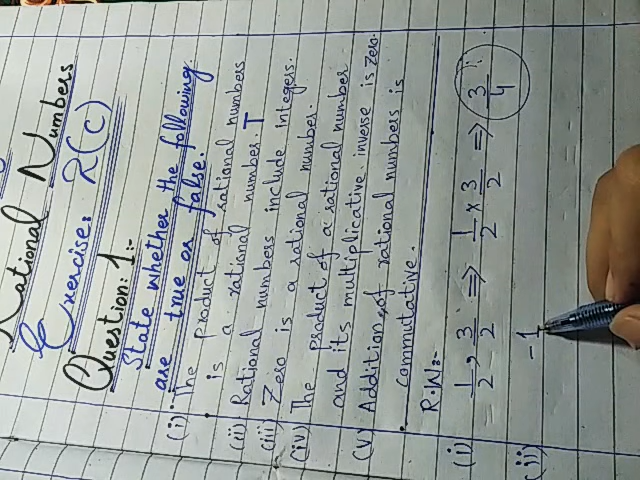 Rational Numbers
Exercise: 2(C)
Question: 1:-
State whether the following
are true or false.
(i) The product of rational numbers
is a rational number. T
(ii) Rational numbers include integers.
(iii) Zero is a rational number.
(iv) The product of a rational number
and its multiplicative inverse is zero.
(v) Addition of rational numbers is
commutative.
R.W:-
(i) 1/2, 3/2 => 1/2 x 3/2 => 3/4
(ii) -1